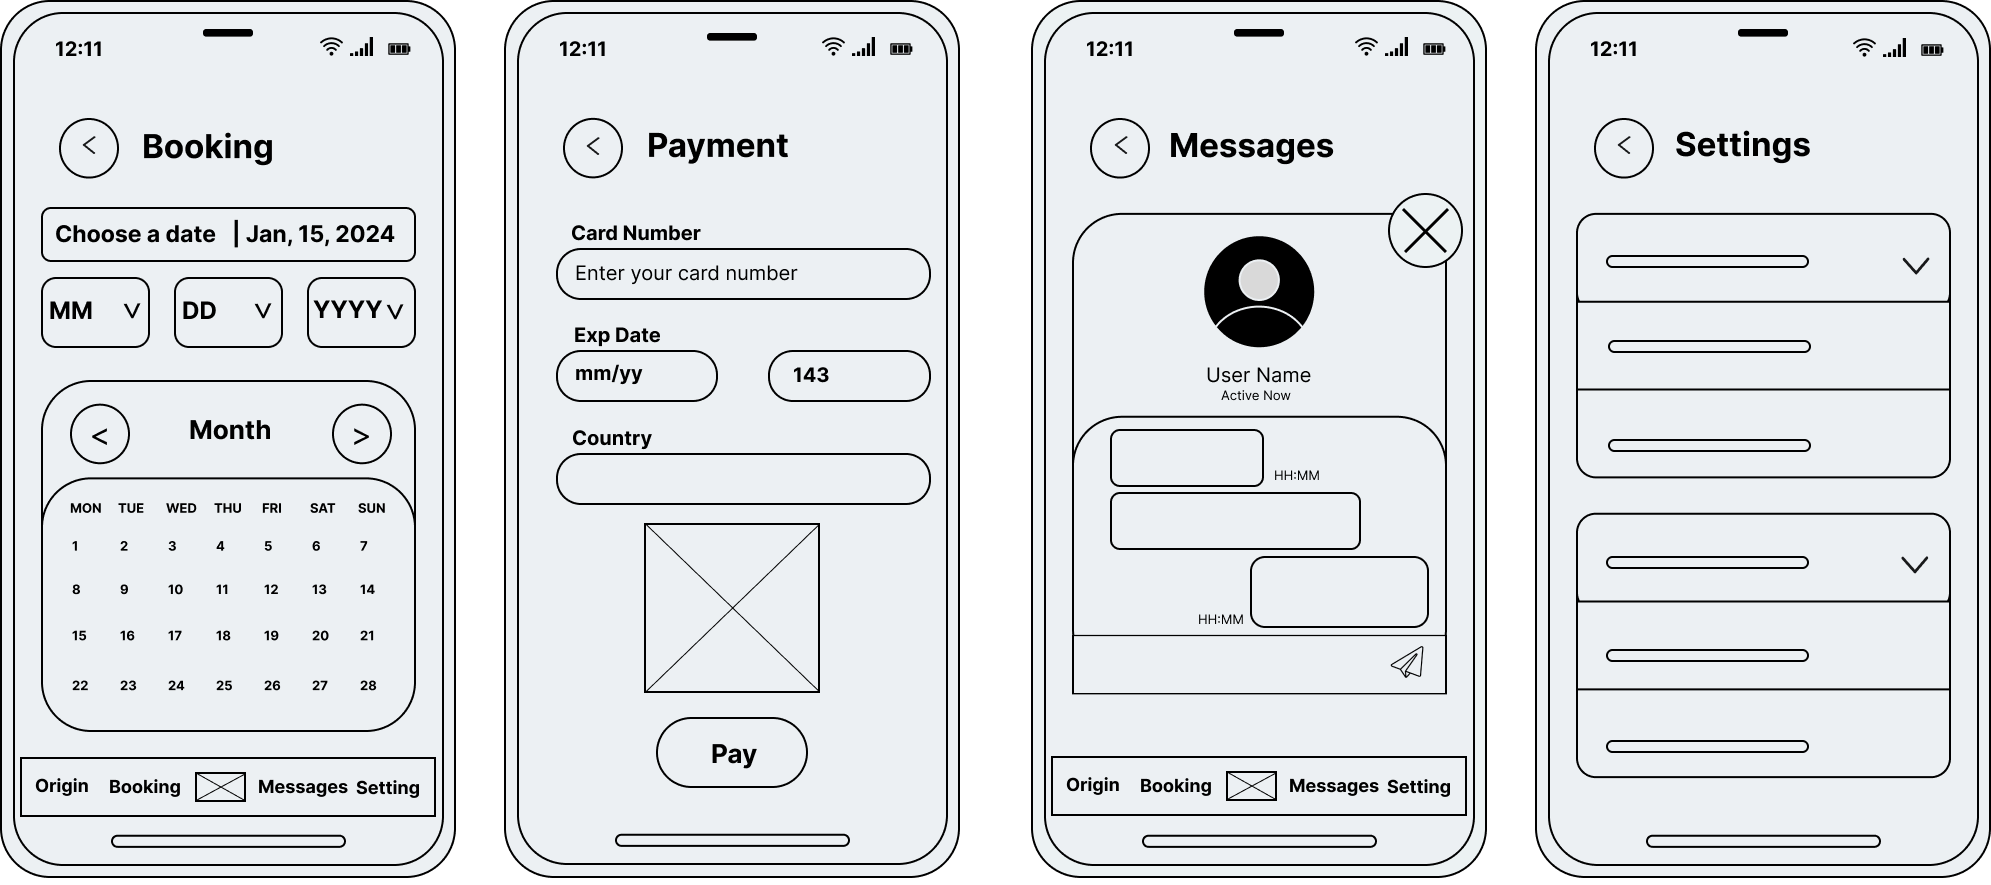 12:11
Booking
Choose a date | Jan, 15, 2024
MM V DD V YYYY V
< Month >
MON TUE WED THU FRI SAT SUN
1 2 3 4 5 6 7
8 9 10 11 12 13 14
15 16 17 18 19 20 21
22 23 24 25 26 27 28
Origin Booking Messages Setting
12:11
Payment
Card Number
Enter your card number
Exp Date
mm/yy 143
Country
Pay
12:11
Messages
User Name
Active Now
HH:MM
HH:MM
Origin Booking Messages Setting
12:11
Settings